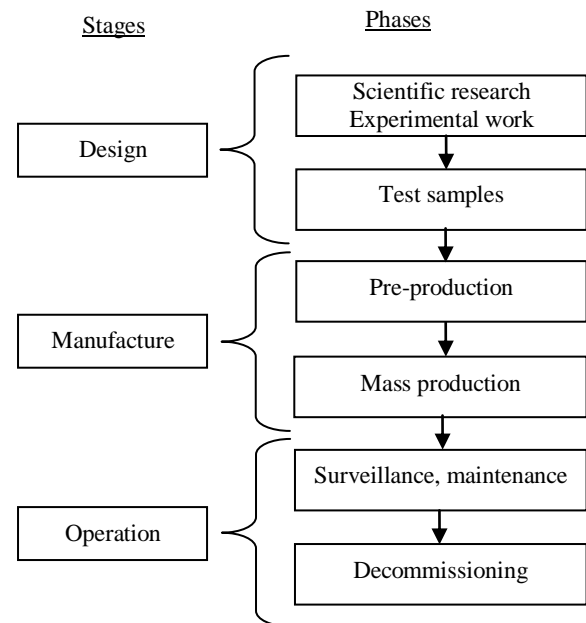 Stages
Phases
Scientific research
Experimental work
Design
Test samples
Pre-production
Manufacture
Mass production
Surveillance, maintenance
Operation
Decommissioning